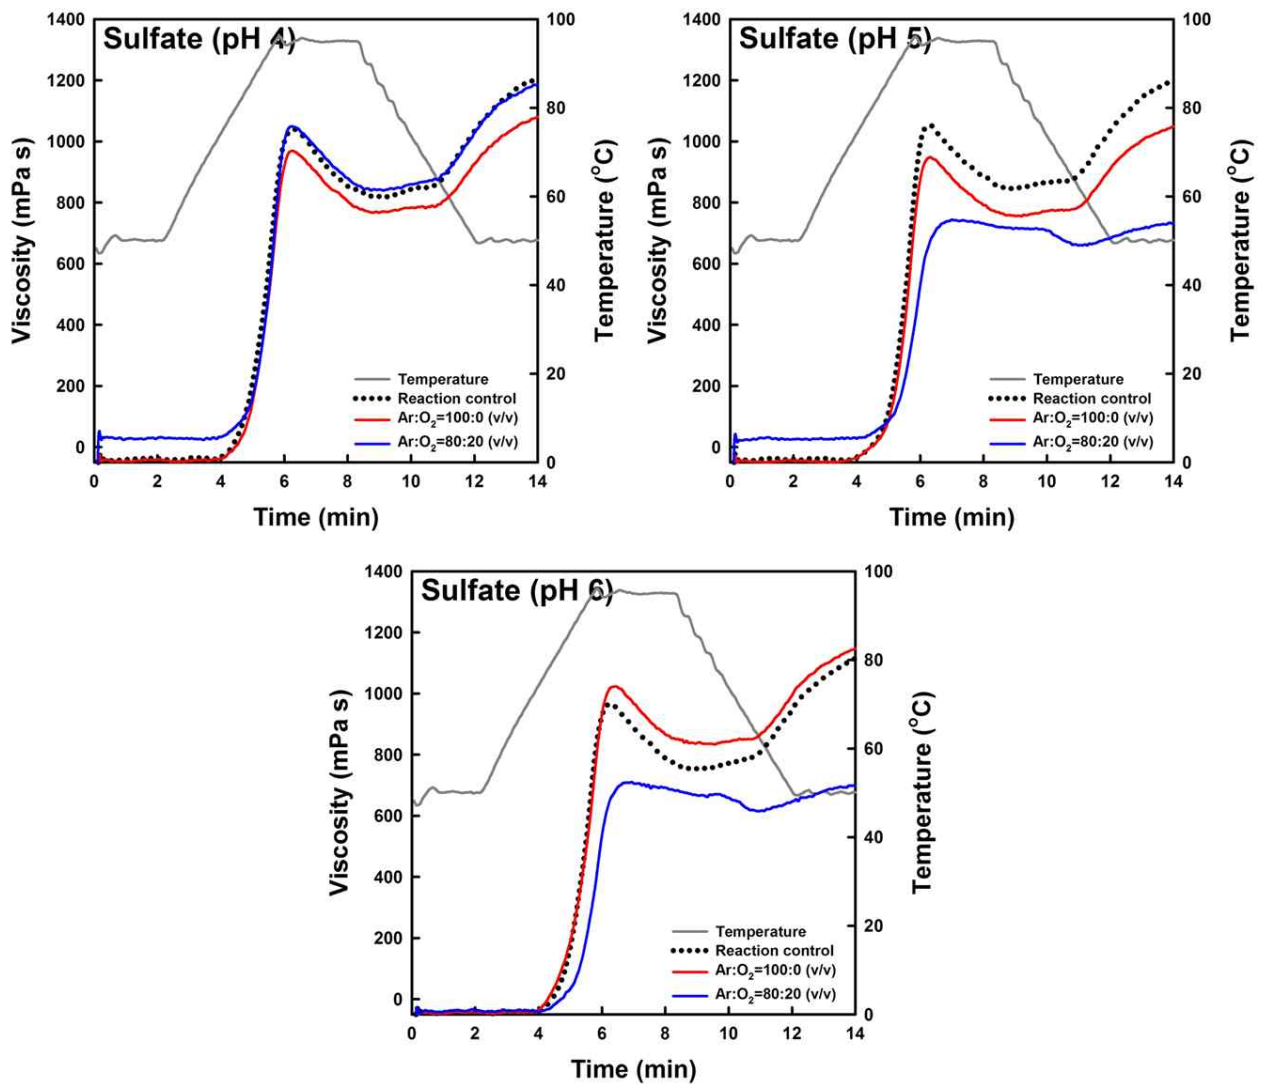 Sulfate (pH 4)
Viscosity (mPa s)
1400
1200
1000
800
600
400
200
0
100
80
60
40
20
0
Temperature (°C)
Temperature
Reaction control
Ar:O₂=100:0 (v/v)
Ar:O₂=80:20 (v/v)
0 2 4 6 8 10 12 14
Time (min)
Sulfate (pH 5)
Viscosity (mPa s)
1400
1200
1000
800
600
400
200
0
100
80
60
40
20
0
Temperature (°C)
Temperature
Reaction control
Ar:O₂=100:0 (v/v)
Ar:O₂=80:20 (v/v)
0 2 4 6 8 10 12 14
Time (min)
Sulfate (pH 6)
Viscosity (mPa s)
1400
1200
1000
800
600
400
200
0
100
80
60
40
20
0
Temperature (°C)
Temperature
Reaction control
Ar:O₂=100:0 (v/v)
Ar:O₂=80:20 (v/v)
0 2 4 6 8 10 12 14
Time (min)